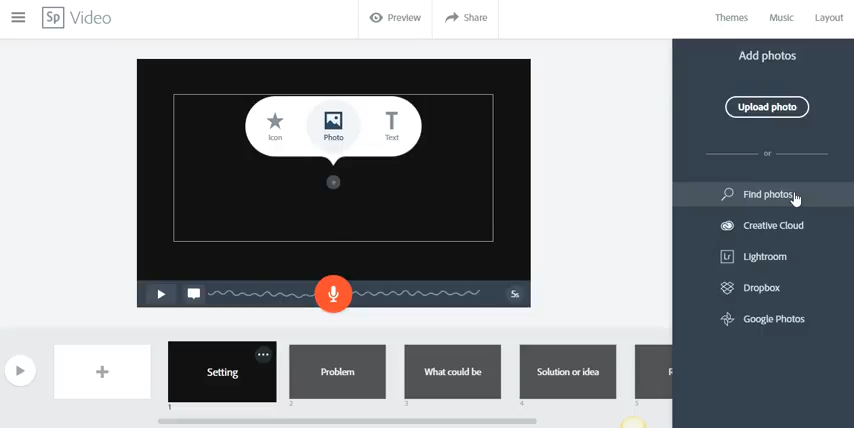 Sp Video
Preview
Share
Themes
Music
Layout
Add photos
Upload photo
or
Find photos
Creative Cloud
Lr Lightroom
Dropbox
Google Photos
Icon
Photo
T
Text
5s
Setting
Problem
What could be
Solution or idea
R
1
2
3
4
5